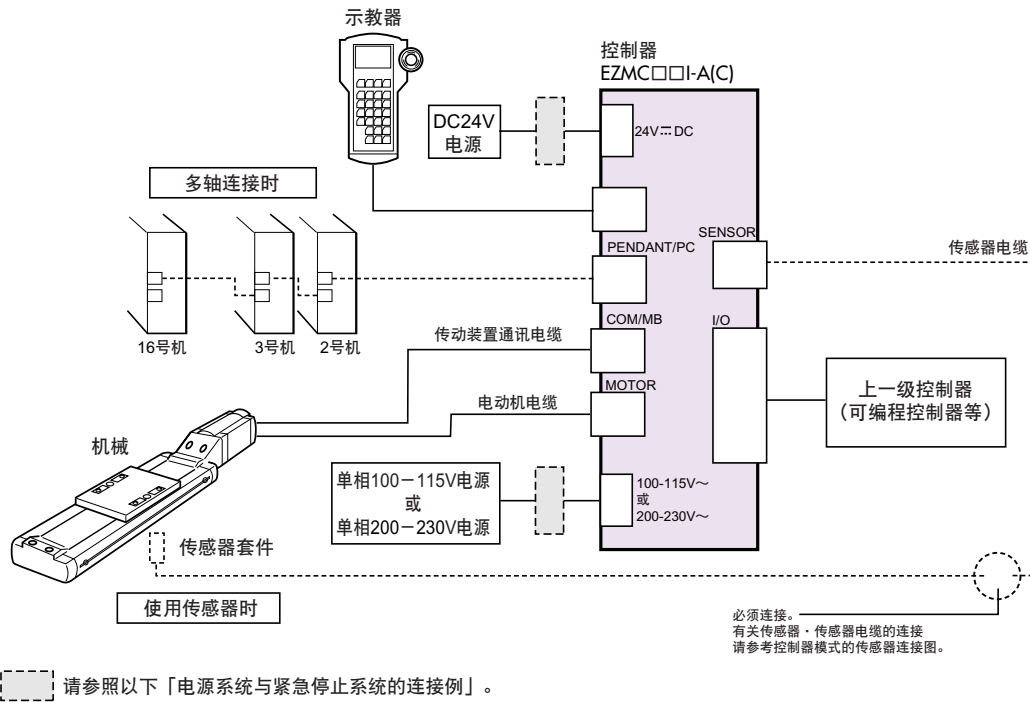 示教器
控制器
EZMC□□I-A(C)
DC24V
电源
24V⎓DC
多轴连接时
PENDANT/PC
SENSOR
传感器电缆
COM/MB
I/O
16号机
3号机
2号机
传动装置通讯电缆
MOTOR
电动机电缆
上一级控制器
（可编程控制器等）
机械
单相100－115V电源
或
单相200－230V电源
100-115V～
或
200-230V～
传感器套件
使用传感器时
必须连接。
有关传感器・传感器电缆的连接
请参考控制器模式的传感器连接图。
请参照以下「电源系统与紧急停止系统的连接例」。